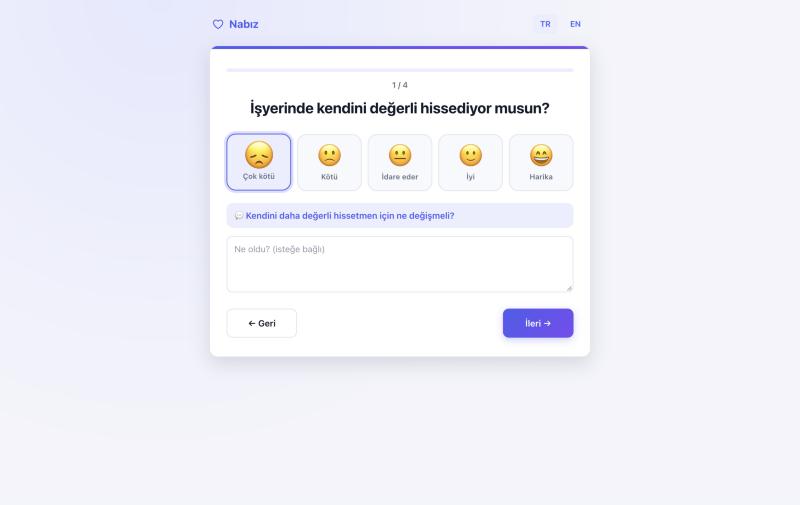 Nabız
TR EN
1 / 4
İşyerinde kendini değerli hissediyor musun?
Çok kötü Kötü İdare eder İyi Harika
💬 Kendini daha değerli hissetmen için ne değişmeli?
Ne oldu? (isteğe bağlı)
← Geri İleri →